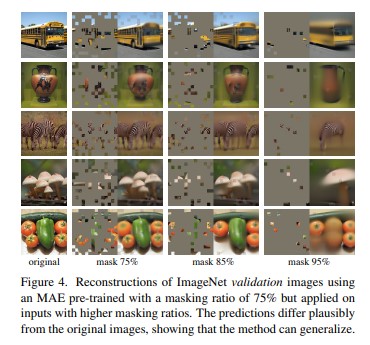 original mask 75% mask 85% mask 95%
Figure 4. Reconstructions of ImageNet validation images using
an MAE pre-trained with a masking ratio of 75% but applied on
inputs with higher masking ratios. The predictions differ plausibly
from the original images, showing that the method can generalize.